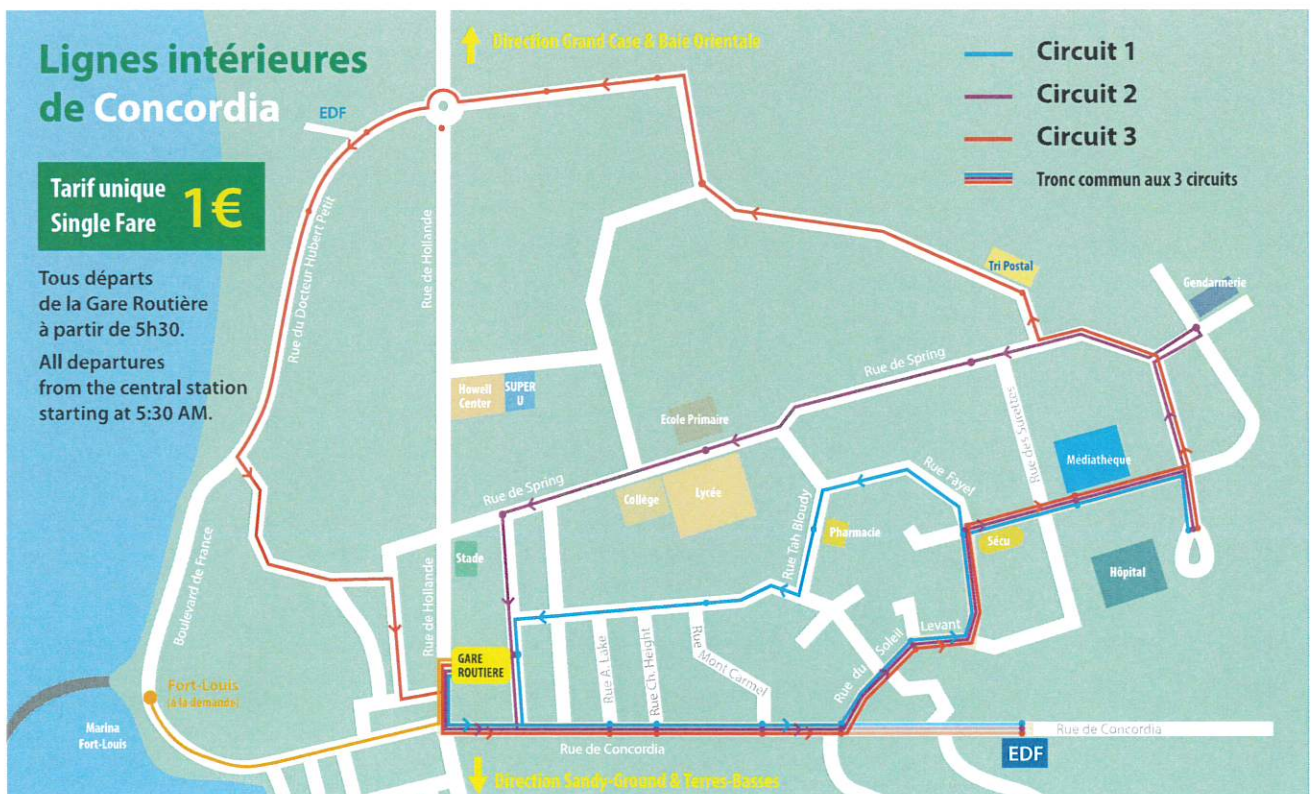 Lignes intérieures
de Concordia
Tarif unique
Single Fare
1€
Tous départs
de la Gare Routière
à partir de 5h30.
All departures
from the central station
starting at 5:30 AM.
Direction Grand Case & Baie Orientale
Circuit 1
Circuit 2
Circuit 3
Tronc commun aux 3 circuits
EDF
Rue du Docteur Hubert Petit
Rue de Hollande
Tri Postal
Gendarmerie
Rue de Spring
Howell
Center
SUPER
U
Ecole Primaire
Rue des Surettes
Médiathèque
Rue Fayel
Collège
Lycée
Rue de Spring
Rue Tah Bloudy
Pharmacie
Sécu
Hôpital
Stade
Rue de Hollande
Boulevard de France
Rue du Soleil Levant
GARE
ROUTIERE
Rue A. Lake
Rue Ch. Height
Rue Mont Carmel
Fort-Louis
(à la demande)
Marina
Fort-Louis
Rue de Concordia
Rue de Concordia
EDF
Direction Sandy-Ground & Terres-Basses